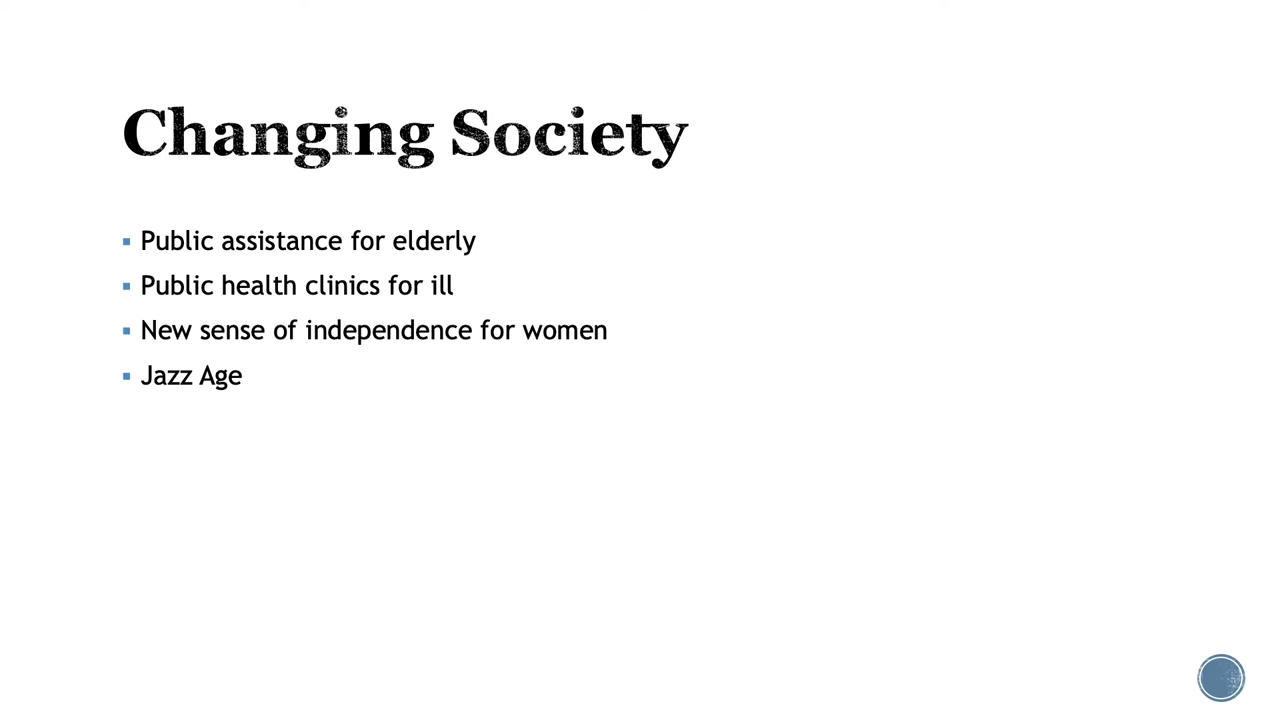 Changing Society
▪ Public assistance for elderly
▪ Public health clinics for ill
▪ New sense of independence for women
▪ Jazz Age